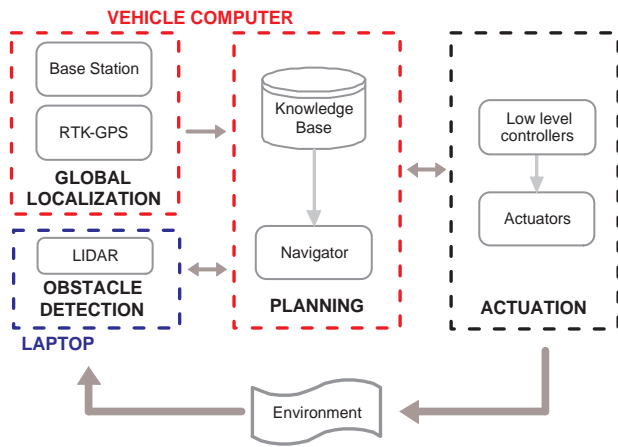 VEHICLE COMPUTER
Base Station
RTK-GPS
GLOBAL
LOCALIZATION
Knowledge
Base
Navigator
PLANNING
Low level
controllers
Actuators
ACTUATION
LIDAR
OBSTACLE
DETECTION
LAPTOP
Environment